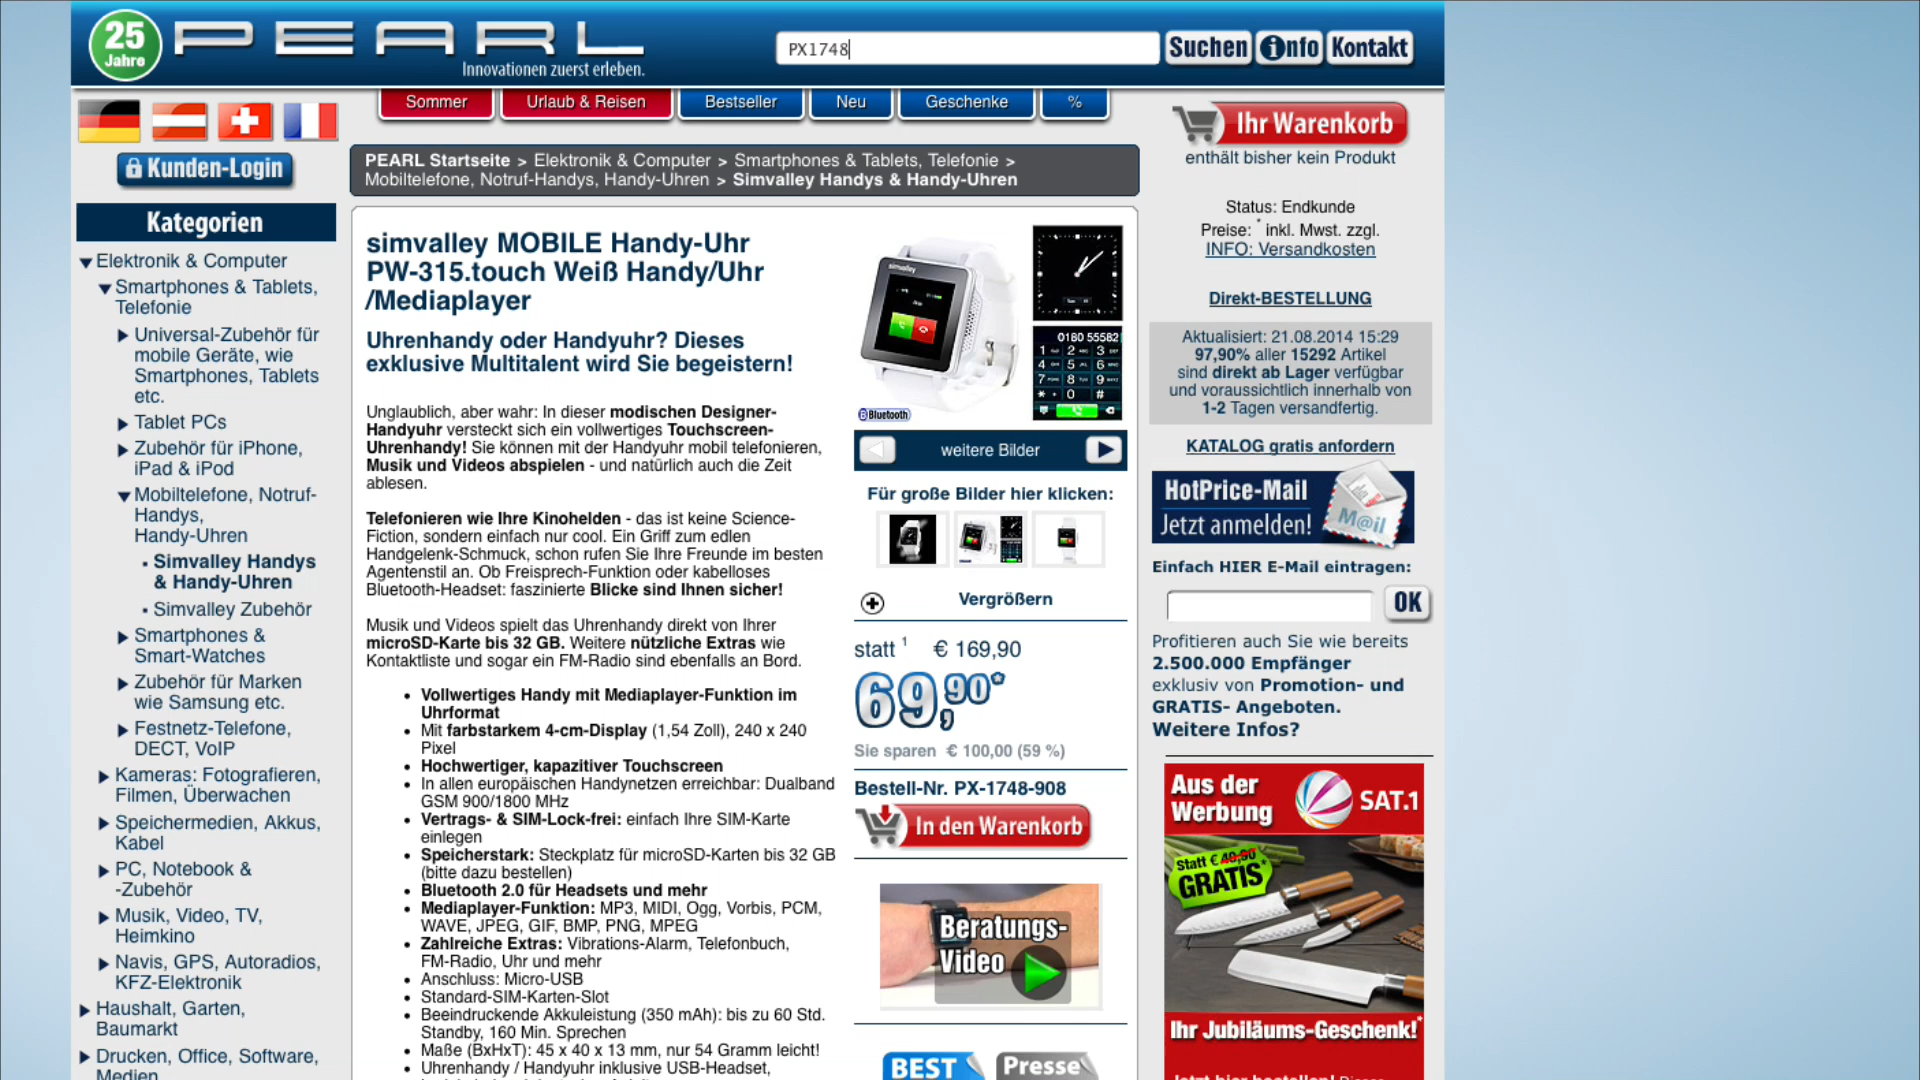 25
Jahre
PEARL
Innovationen zuerst erleben.
PX1748
Suchen
info
Kontakt
Sommer
Urlaub & Reisen
Bestseller
Neu
Geschenke
%
Kunden-Login
PEARL Startseite > Elektronik & Computer > Smartphones & Tablets, Telefonie >
Mobiltelefone, Notruf-Handys, Handy-Uhren > Simvalley Handys & Handy-Uhren
Kategorien
Elektronik & Computer
Smartphones & Tablets,
Telefonie
Universal-Zubehör für
mobile Geräte, wie
Smartphones, Tablets
etc.
Tablet PCs
Zubehör für iPhone,
iPad & iPod
Mobiltelefone, Notruf-
Handys,
Handy-Uhren
Simvalley Handys
& Handy-Uhren
Simvalley Zubehör
Smartphones &
Smart-Watches
Zubehör für Marken
wie Samsung etc.
Festnetz-Telefone,
DECT, VoIP
Kameras: Fotografieren,
Filmen, Überwachen
Speichermedien, Akkus,
Kabel
PC, Notebook &
-Zubehör
Musik, Video, TV,
Heimkino
Navis, GPS, Autoradios,
KFZ-Elektronik
Haushalt, Garten,
Baumarkt
Drucken, Office, Software,
Medien
simvalley MOBILE Handy-Uhr
PW-315.touch Weiß Handy/Uhr
/Mediaplayer
Uhrenhandy oder Handyuhr? Dieses
exklusive Multitalent wird Sie begeistern!
Unglaublich, aber wahr: In dieser modischen Designer-
Handyuhr versteckt sich ein vollwertiges Touchscreen-
Uhrenhandy! Sie können mit der Handyuhr mobil telefonieren,
Musik und Videos abspielen - und natürlich auch die Zeit
ablesen.
Telefonieren wie Ihre Kinohelden - das ist keine Science-
Fiction, sondern einfach nur cool. Ein Griff zum edlen
Handgelenk-Schmuck, schon rufen Sie Ihre Freunde im besten
Agentenstil an. Ob Freisprech-Funktion oder kabelloses
Bluetooth-Headset: faszinierte Blicke sind Ihnen sicher!
Musik und Videos spielt das Uhrenhandy direkt von Ihrer
microSD-Karte bis 32 GB. Weitere nützliche Extras wie
Kontaktliste und sogar ein FM-Radio sind ebenfalls an Bord.
Vollwertiges Handy mit Mediaplayer-Funktion im
Uhrformat
Mit farbstarkem 4-cm-Display (1,54 Zoll), 240 x 240
Pixel
Hochwertiger, kapazitiver Touchscreen
In allen europäischen Handynetzen erreichbar: Dualband
GSM 900/1800 MHz
Vertrags- & SIM-Lock-frei: einfach Ihre SIM-Karte
einlegen
Speicherstark: Steckplatz für microSD-Karten bis 32 GB
(bitte dazu bestellen)
Bluetooth 2.0 für Headsets und mehr
Mediaplayer-Funktion: MP3, MIDI, Ogg, Vorbis, PCM,
WAVE, JPEG, GIF, BMP, PNG, MPEG
Zahlreiche Extras: Vibrations-Alarm, Telefonbuch,
FM-Radio, Uhr und mehr
Anschluss: Micro-USB
Standard-SIM-Karten-Slot
Beeindruckende Akkuleistung (350 mAh): bis zu 60 Std.
Standby, 160 Min. Sprechen
Maße (BxHxT): 45 x 40 x 13 mm, nur 54 Gramm leicht!
Uhrenhandy / Handyuhr inklusive USB-Headset,
simvalley
Bluetooth
0180 55582
1 2 3
4 5 6
7 8 9
* 0 #
weitere Bilder
Für große Bilder hier klicken:
Vergrößern
statt 1 € 169,90
69,90*
Sie sparen € 100,00 (59 %)
Bestell-Nr. PX-1748-908
In den Warenkorb
Beratungs-
Video
BEST
Presse
Ihr Warenkorb
enthält bisher kein Produkt
Status: Endkunde
Preise: * inkl. Mwst. zzgl.
INFO: Versandkosten
Direkt-BESTELLUNG
Aktualisiert: 21.08.2014 15:29
97,90% aller 15292 Artikel
sind direkt ab Lager verfügbar
und voraussichtlich innerhalb von
1-2 Tagen versandfertig.
KATALOG gratis anfordern
HotPrice-Mail
Jetzt anmelden!
M@il
Einfach HIER E-Mail eintragen:
OK
Profitieren auch Sie wie bereits
2.500.000 Empfänger
exklusiv von Promotion- und
GRATIS- Angeboten.
Weitere Infos?
Aus der
Werbung
SAT.1
Statt € 49,90*
GRATIS
Ihr Jubiläums-Geschenk!*